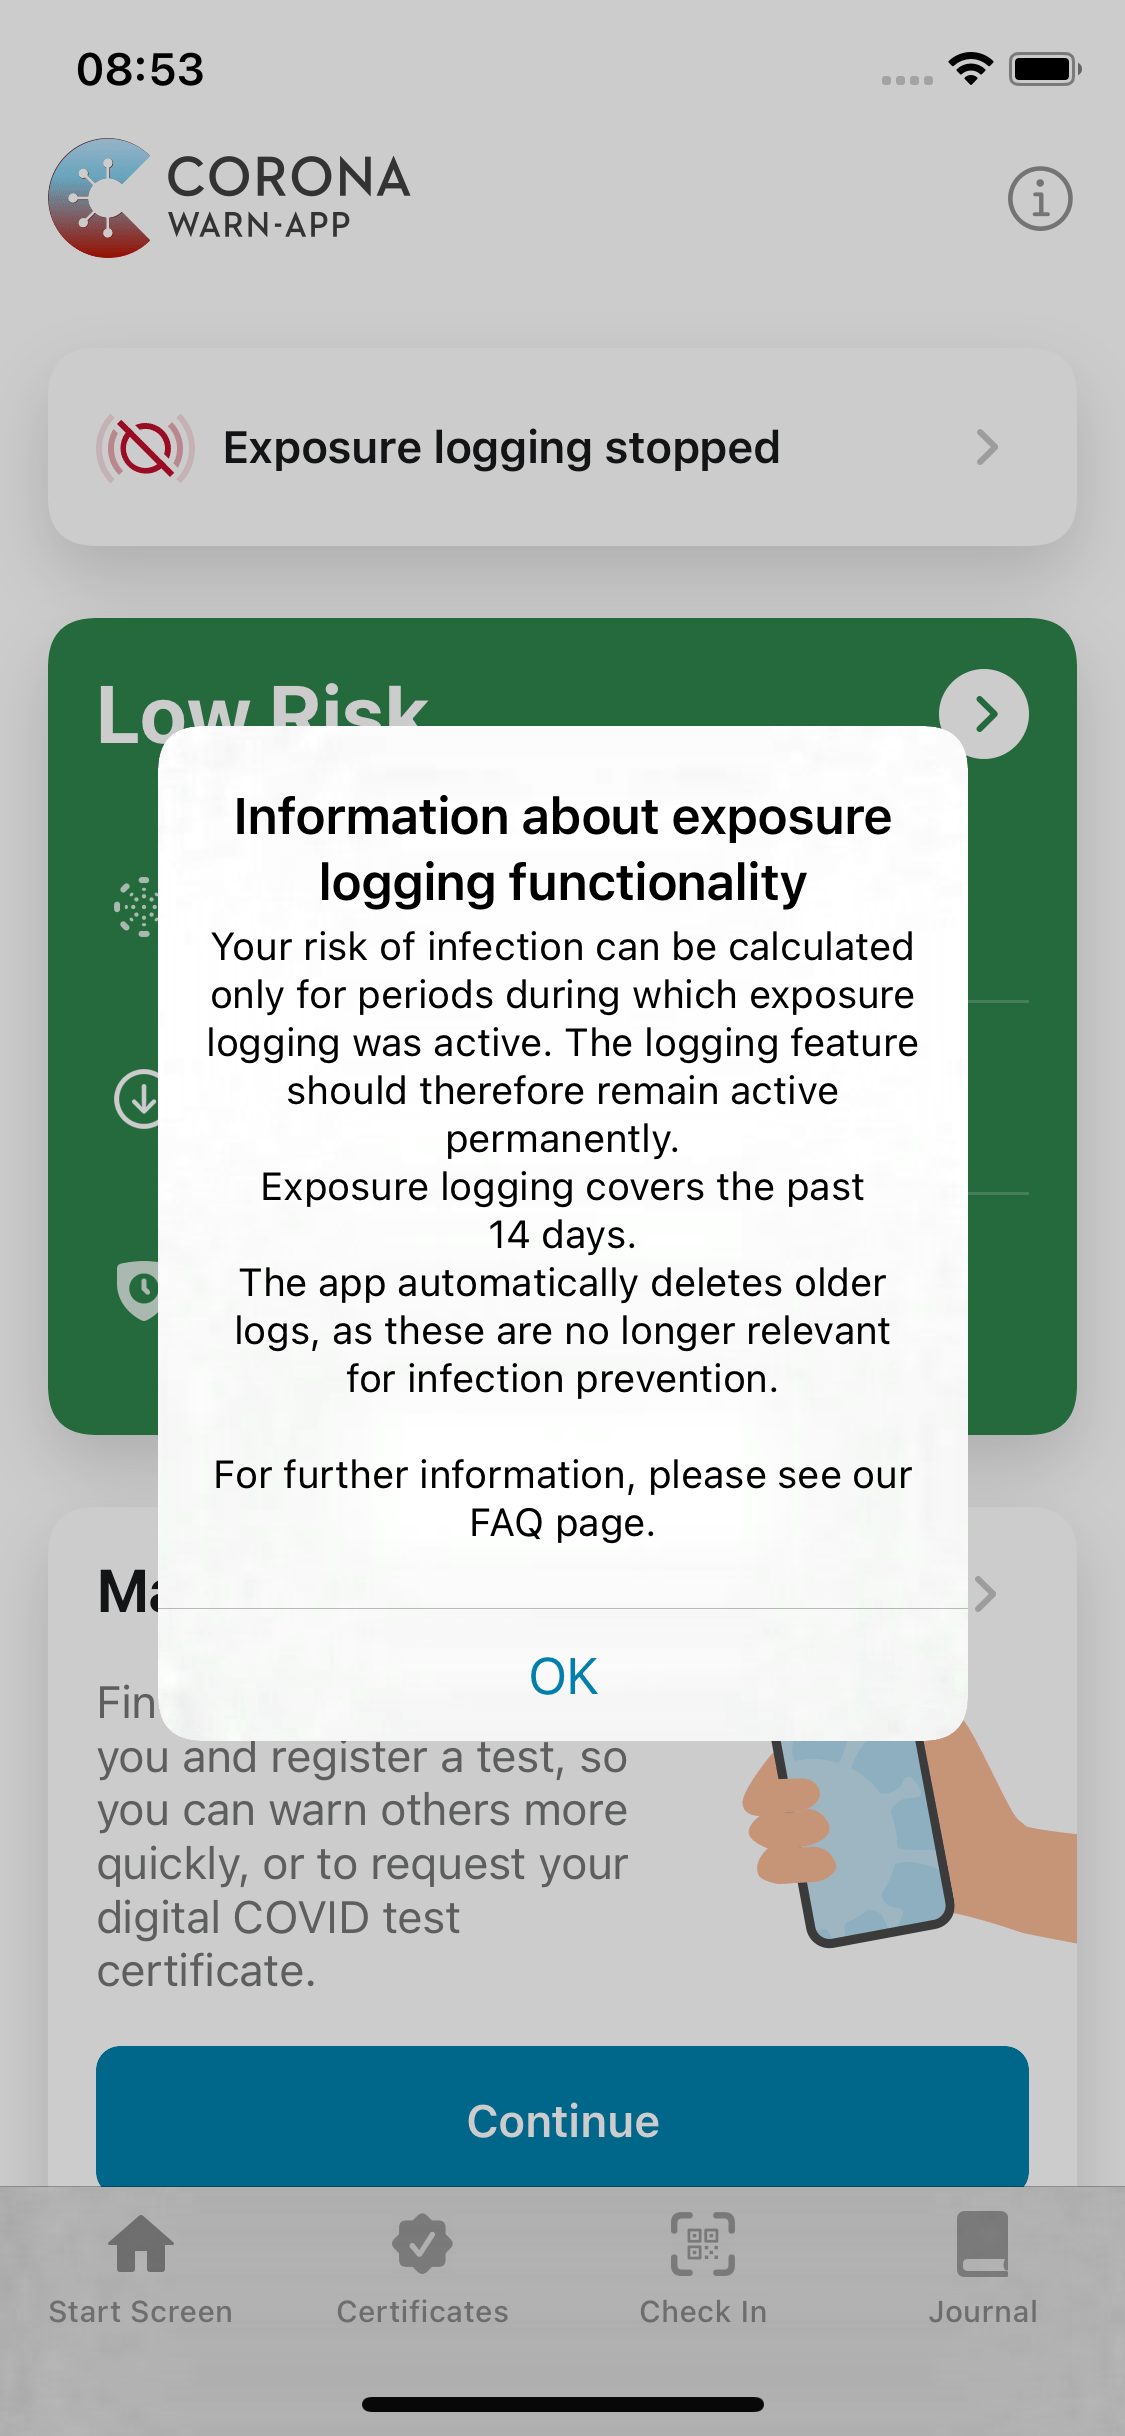 08:53
CORONA
WARN-APP
Exposure logging stopped
Low Risk
Information about exposure
logging functionality
Your risk of infection can be calculated
only for periods during which exposure
logging was active. The logging feature
should therefore remain active
permanently.
Exposure logging covers the past
14 days.
The app automatically deletes older
logs, as these are no longer relevant
for infection prevention.
For further information, please see our
FAQ page.
OK
you and register a test, so
you can warn others more
quickly, or to request your
digital COVID test
certificate.
Continue
Start Screen
Certificates
Check In
Journal